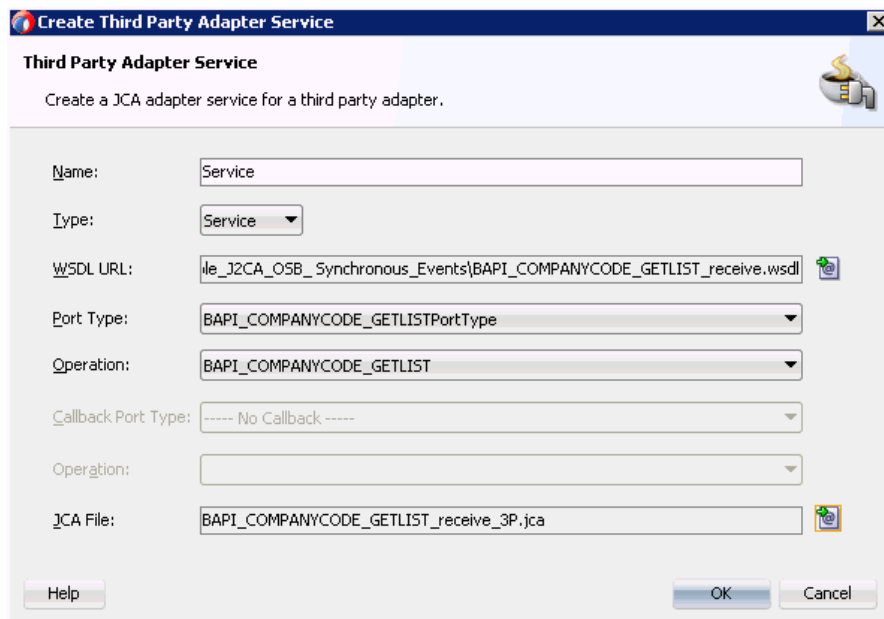 Create Third Party Adapter Service
Third Party Adapter Service
Create a JCA adapter service for a third party adapter.
Name: Service
Type: Service
WSDL URL: le_J2CA_OSB_ Synchronous_Events\BAPI_COMPANYCODE_GETLIST_receive.wsdl
Port Type: BAPI_COMPANYCODE_GETLISTPortType
Operation: BAPI_COMPANYCODE_GETLIST
Callback Port Type: ----- No Callback -----
Operation:
JCA File: BAPI_COMPANYCODE_GETLIST_receive_3P.jca
Help OK Cancel